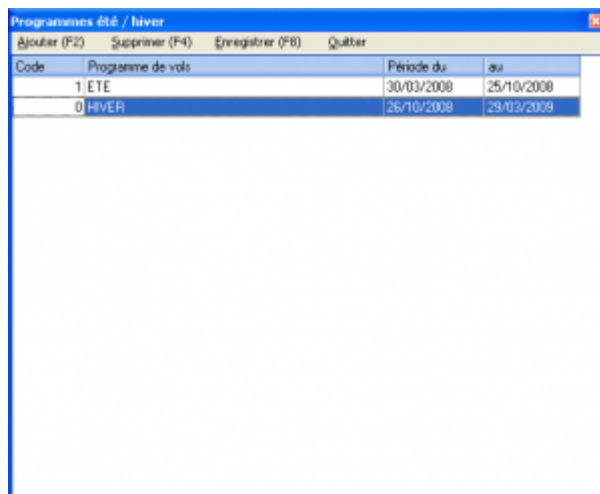 Programmes été / hiver
Ajouter (F2) Supprimer (F4) Enregistrer (F8) Quitter
Code Programme de vols Période du au
1 ETE 30/03/2008 25/10/2008
0 HIVER 26/10/2008 29/03/2009